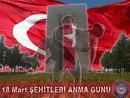 18 Mart ŞEHİTLERİ ANMA GÜNÜ